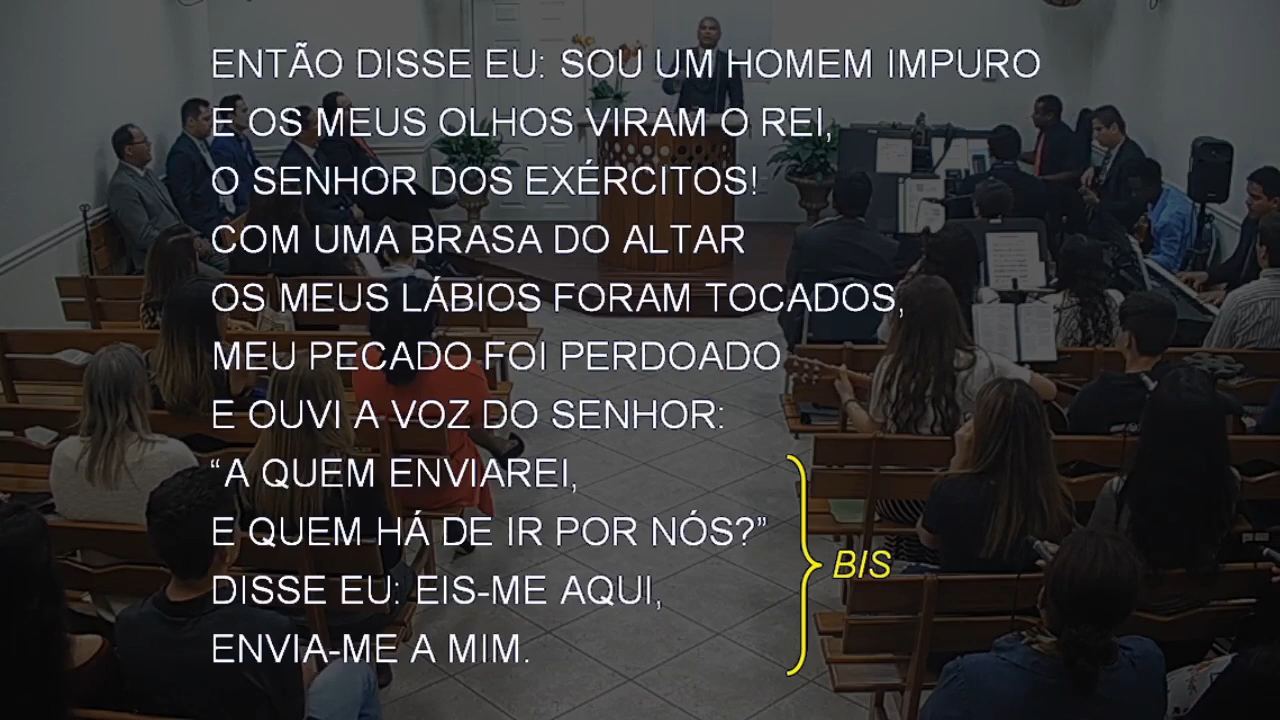 ENTÃO DISSE EU: SOU UM HOMEM IMPURO
E OS MEUS OLHOS VIRAM O REI,
O SENHOR DOS EXÉRCITOS!
COM UMA BRASA DO ALTAR
OS MEUS LÁBIOS FORAM TOCADOS,
MEU PECADO FOI PERDOADO
E OUVI A VOZ DO SENHOR:
“A QUEM ENVIAREI,
E QUEM HÁ DE IR POR NÓS?”
DISSE EU: EIS-ME AQUI,
ENVIA-ME A MIM.
BIS